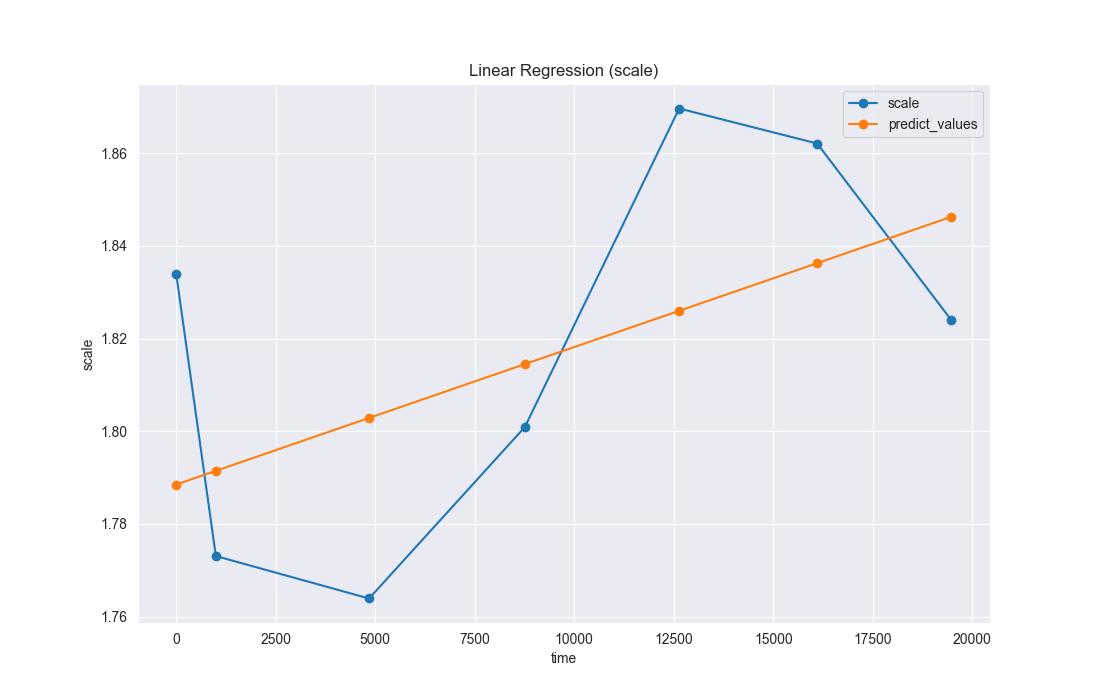 Linear Regression (scale)
scale
predict_values
1.86
1.84
1.82
1.80
1.78
1.76
scale
0 2500 5000 7500 10000 12500 15000 17500 20000
time